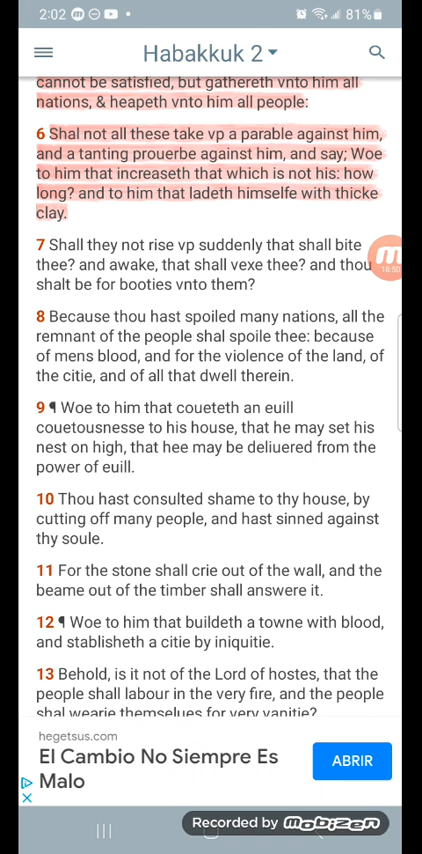 2:02
81%
Habakkuk 2
cannot be satisfied, but gathereth vnto him all
nations, & heapeth vnto him all people:
6 Shal not all these take vp a parable against him,
and a tanting prouerbe against him, and say; Woe
to him that increaseth that which is not his: how
long? and to him that ladeth himselfe with thicke
clay.
7 Shall they not rise vp suddenly that shall bite
thee? and awake, that shall vexe thee? and thou
shalt be for booties vnto them?
18:50
8 Because thou hast spoiled many nations, all the
remnant of the people shal spoile thee: because
of mens blood, and for the violence of the land, of
the citie, and of all that dwell therein.
9 ¶ Woe to him that coueteth an euill
couetousnesse to his house, that he may set his
nest on high, that hee may be deliuered from the
power of euill.
10 Thou hast consulted shame to thy house, by
cutting off many people, and hast sinned against
thy soule.
11 For the stone shall crie out of the wall, and the
beame out of the timber shall answere it.
12 ¶ Woe to him that buildeth a towne with blood,
and stablisheth a citie by iniquitie.
13 Behold, is it not of the Lord of hostes, that the
people shall labour in the very fire, and the people
shal wearie themselues for very vanitie?
hegetsus.com
El Cambio No Siempre Es
Malo
ABRIR
Recorded by mobizen